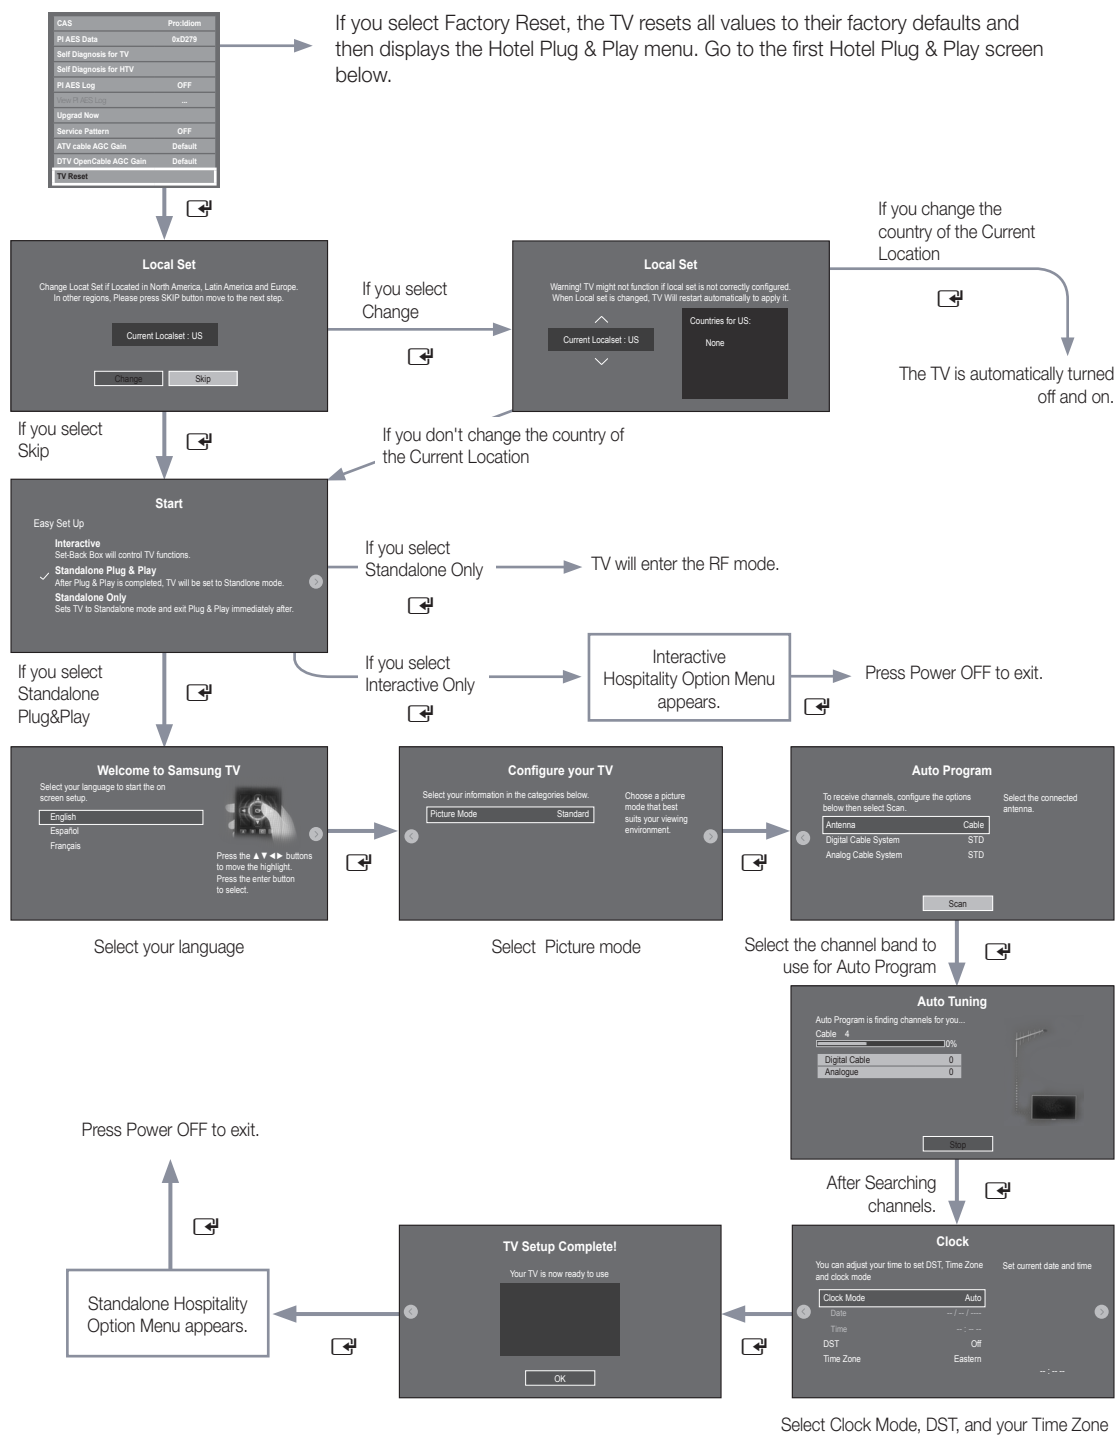 CAS Pro:Idiom
PI AES Data 0xD279
Self Diagnosis for TV
Self Diagnosis for HTV
PI AES Log OFF
View PI AES Log ...
Upgrad Now
Service Pattern OFF
ATV cable AGC Gain Default
DTV OpenCable AGC Gain Default
TV Reset
If you select Factory Reset, the TV resets all values to their factory defaults and
then displays the Hotel Plug & Play menu. Go to the first Hotel Plug & Play screen
below.
Local Set
Change Locat Set if Located in North America, Latin America and Europe.
In other regions, Please press SKIP button move to the next step.
Current Localset : US
Change Skip
If you select
Change
Local Set
Warning! TV might not function if local set is not correctly configured.
When Local set is changed, TV Will restart automatically to apply it.
Current Localset : US
Countries for US:
None
If you change the
country of the Current
Location
The TV is automatically turned
off and on.
If you select
Skip
If you don't change the country of
the Current Location
Start
Easy Set Up
Interactive
Set-Back Box will control TV functions.
Standalone Plug & Play
After Plug & Play is completed, TV will be set to Standlone mode.
Standalone Only
Sets TV to Standalone mode and exit Plug & Play immediately after.
If you select
Standalone Only
TV will enter the RF mode.
If you select
Interactive Only
Interactive
Hospitality Option Menu
appears.
Press Power OFF to exit.
If you select
Standalone
Plug&Play
Welcome to Samsung TV
Select your language to start the on
screen setup.
English
Español
Français
Press the ▲▼◄► buttons
to move the highlight.
Press the enter button
to select.
Select your language
Configure your TV
Select your information in the categories below.
Picture Mode Standard
Choose a picture
mode that best
suits your viewing
environment.
Select Picture mode
Auto Program
To receive channels, configure the options
below then select Scan.
Antenna Cable
Digital Cable System STD
Analog Cable System STD
Select the connected
antenna.
Scan
Select the channel band to
use for Auto Program
Auto Tuning
Auto Program is finding channels for you...
Cable 4
0%
Digital Cable 0
Analogue 0
Stop
After Searching
channels.
Clock
You can adjust your time to set DST, Time Zone
and clock mode
Set current date and time
Clock Mode Auto
Date -- / -- / ----
Time -- : -- --
DST Off
Time Zone Eastern
-- : -- --
Select Clock Mode, DST, and your Time Zone
TV Setup Complete!
Your TV is now ready to use
OK
Standalone Hospitality
Option Menu appears.
Press Power OFF to exit.